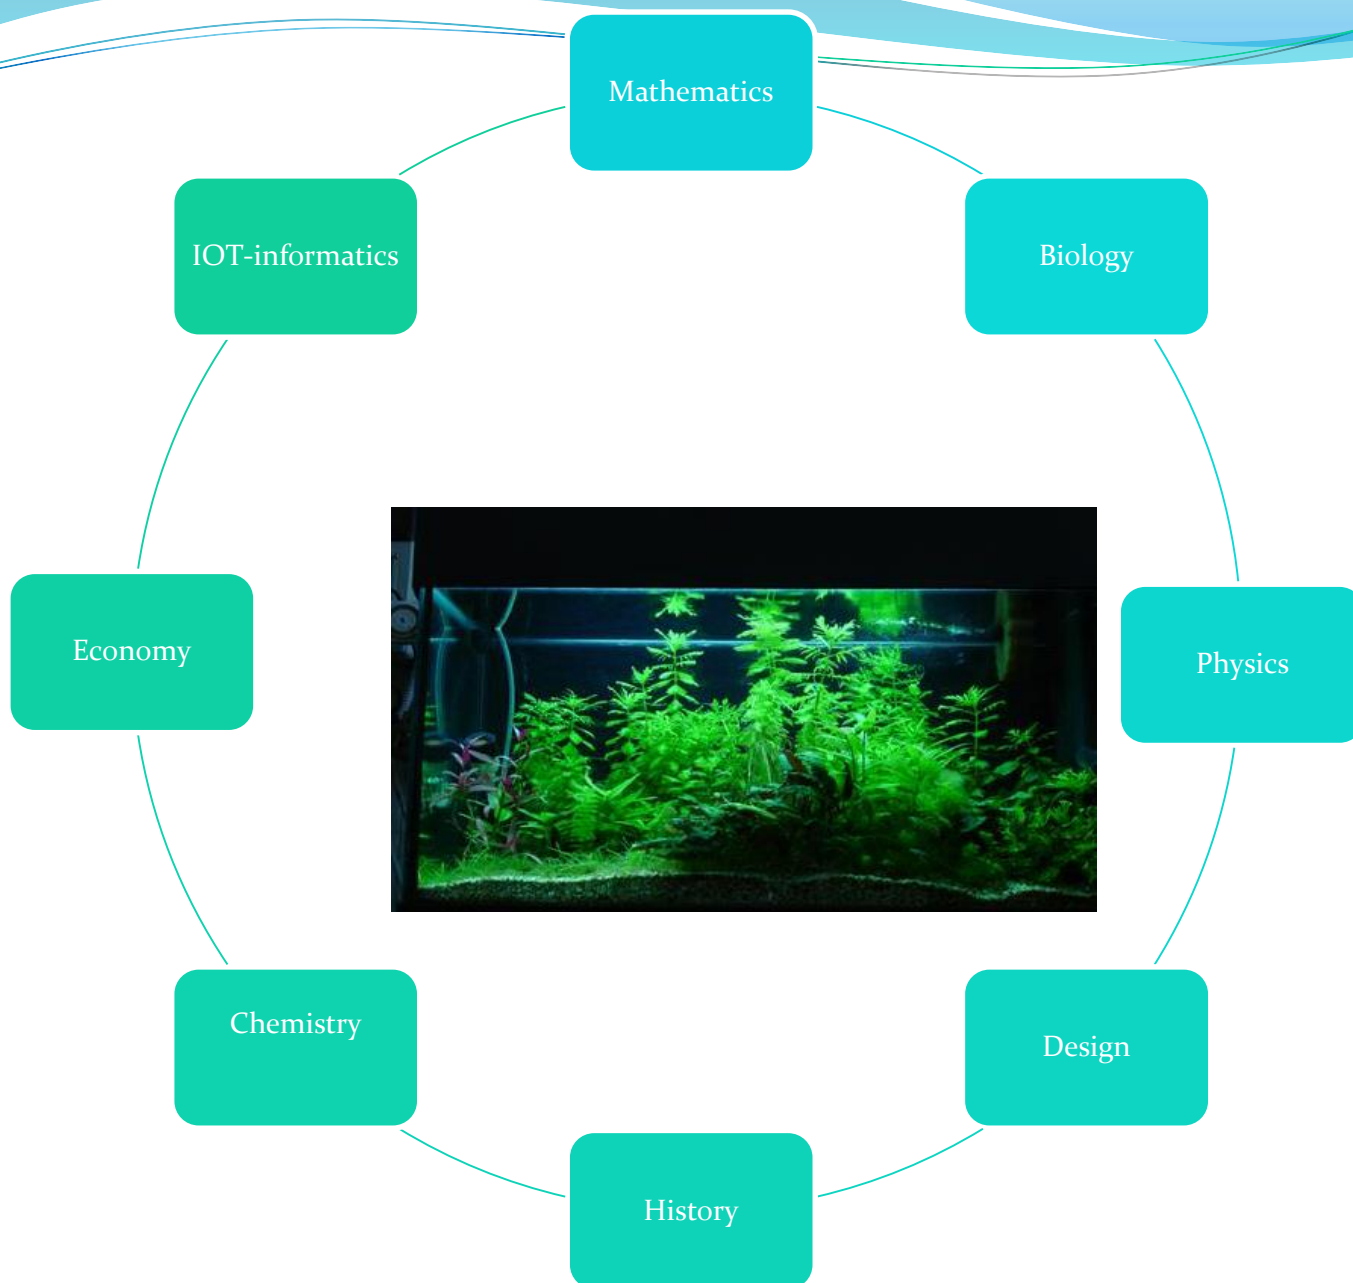 Mathematics
Biology
Physics
Design
History
Chemistry
Economy
IOT-informatics